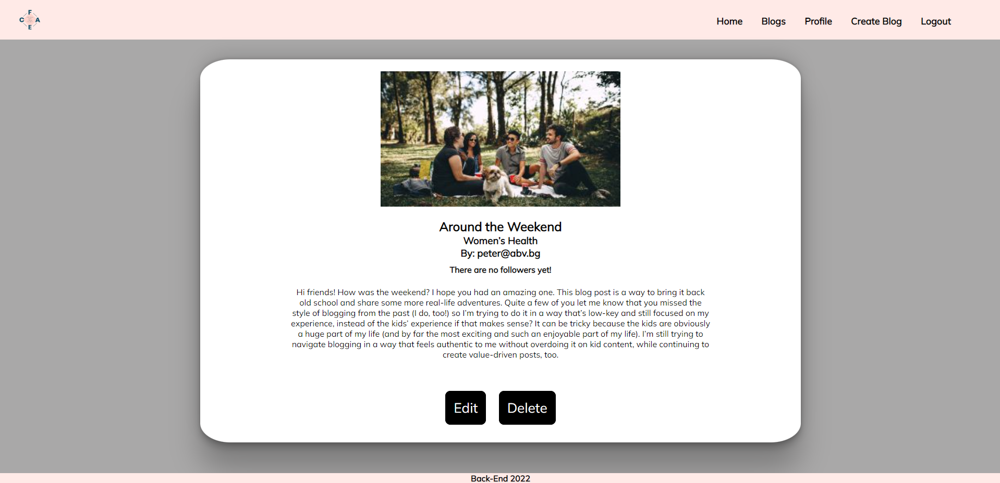 F
C A
E
Home Blogs Profile Create Blog Logout
Around the Weekend
Women’s Health
By: peter@abv.bg
There are no followers yet!
Hi friends! How was the weekend? I hope you had an amazing one. This blog post is a way to bring it back
old school and share some more real-life adventures. Quite a few of you let me know that you missed the
style of blogging from the past (I do, too!) so I’m trying to do it in a way that’s low-key and still focused on my
experience, instead of the kids’ experience if that makes sense? It can be tricky because the kids are obviously
a huge part of my life (and by far the most exciting and such an enjoyable part of my life). I’m still trying to
navigate blogging in a way that feels authentic to me without overdoing it on kid content, while continuing to
create value-driven posts, too.
Edit Delete
Back-End 2022